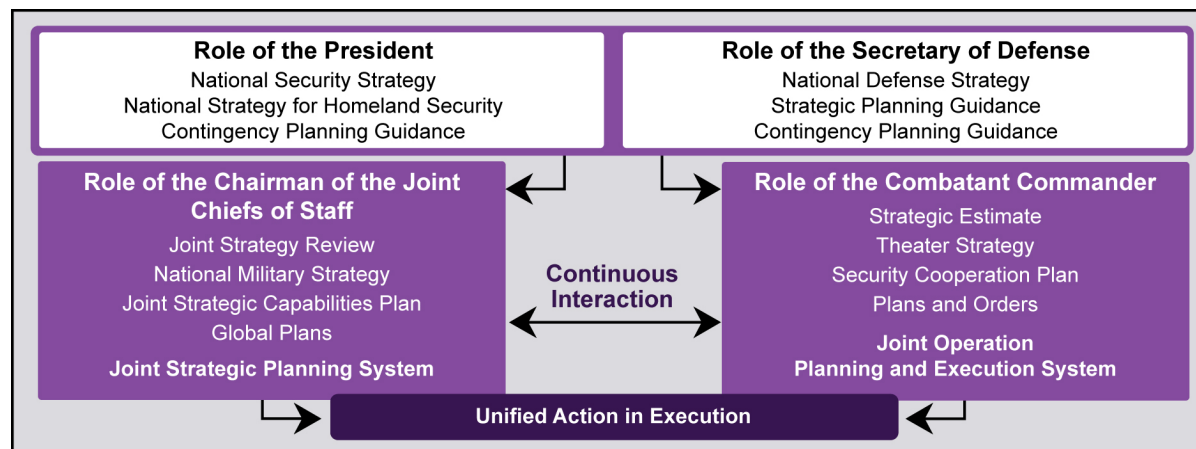 Role of the President
National Security Strategy
National Strategy for Homeland Security
Contingency Planning Guidance
Role of the Secretary of Defense
National Defense Strategy
Strategic Planning Guidance
Contingency Planning Guidance
Role of the Chairman of the Joint
Chiefs of Staff
Joint Strategy Review
National Military Strategy
Joint Strategic Capabilities Plan
Global Plans
Joint Strategic Planning System
Continuous
Interaction
Role of the Combatant Commander
Strategic Estimate
Theater Strategy
Security Cooperation Plan
Plans and Orders
Joint Operation
Planning and Execution System
Unified Action in Execution